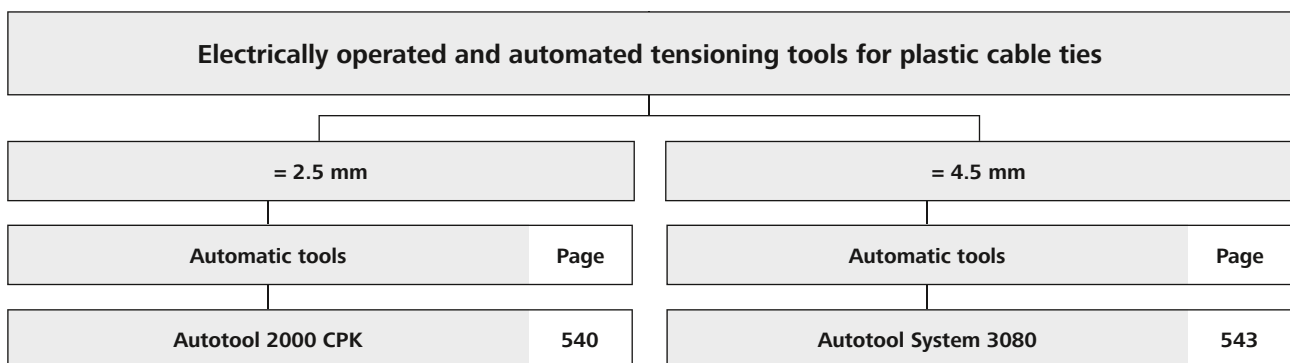 Electrically operated and automated tensioning tools for plastic cable ties
= 2.5 mm
= 4.5 mm
Automatic tools Page
Automatic tools Page
Autotool 2000 CPK 540
Autotool System 3080 543